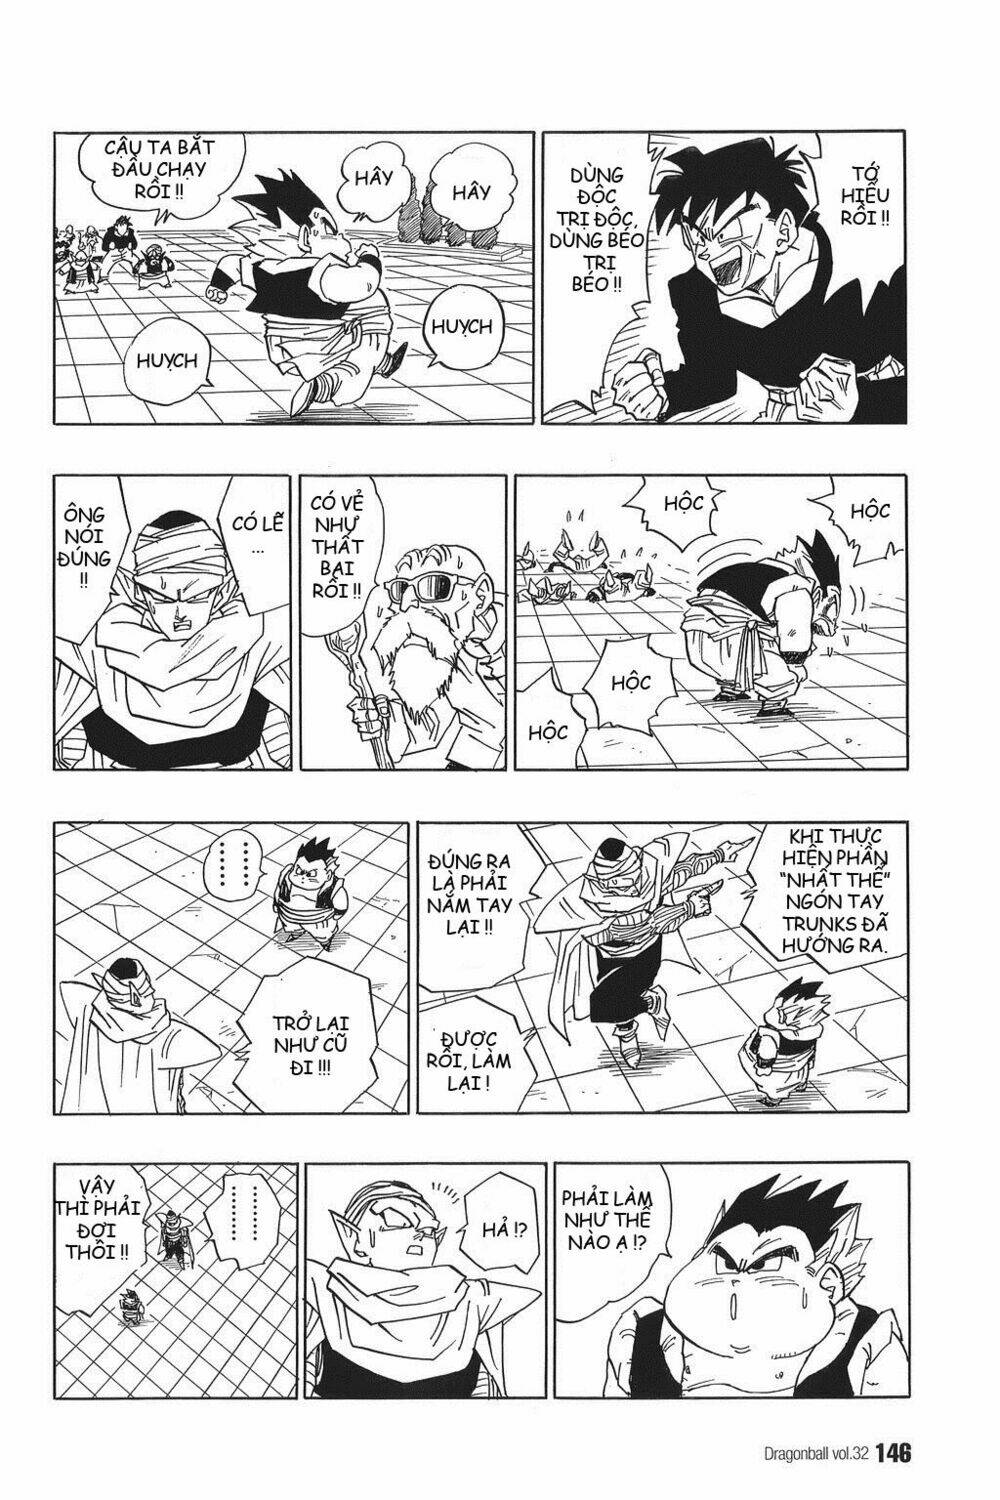 TỚ
HIỂU
RỒI !!
DÙNG
ĐỘC
TRỊ ĐỘC,
DÙNG BÉO
TRỊ
BÉO !!
HÂY
HÂY
CẬU TA BẮT
ĐẦU CHẠY
RỒI !!
HUỴCH
HUỴCH
HỘC
HỘC
HỘC
HỘC
CÓ VẺ
NHƯ
THẤT
BẠI
RỒI !!
CÓ LẼ
...
ÔNG
NÓI
ĐÚNG
!!
KHI THỰC
HIỆN PHẦN
“NHẤT THỂ”
NGÓN TAY
TRUNKS ĐÃ
HƯỚNG RA.
ĐÚNG RA
LÀ PHẢI
NẮM TAY
LẠI !!
ĐƯỢC
RỒI, LÀM
LẠI !
TRỞ LẠI
NHƯ CŨ
ĐI !!!
PHẢI LÀM
NHƯ THẾ
NÀO Ạ !?
HẢ !?
VẬY
THÌ PHẢI
ĐỢI
THÔI !!
Dragonball vol.32 146